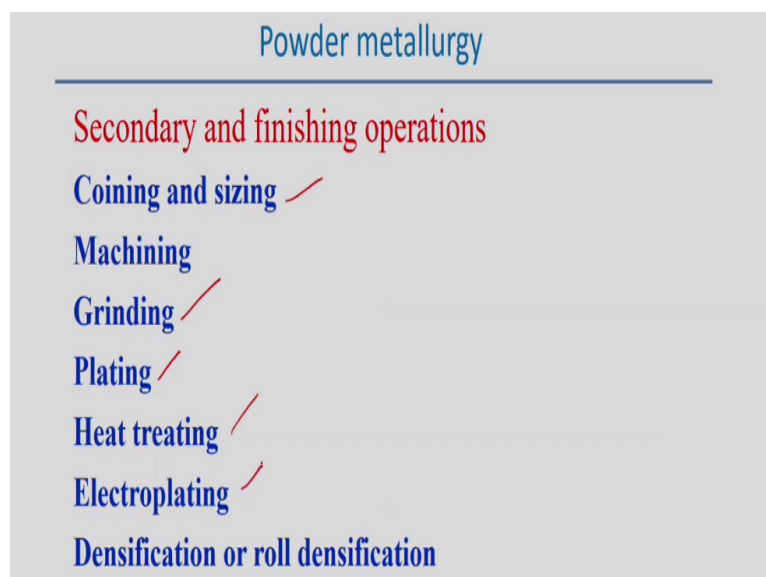 Powder metallurgy
Secondary and finishing operations
Coining and sizing
Machining
Grinding
Plating
Heat treating
Electroplating
Densification or roll densification